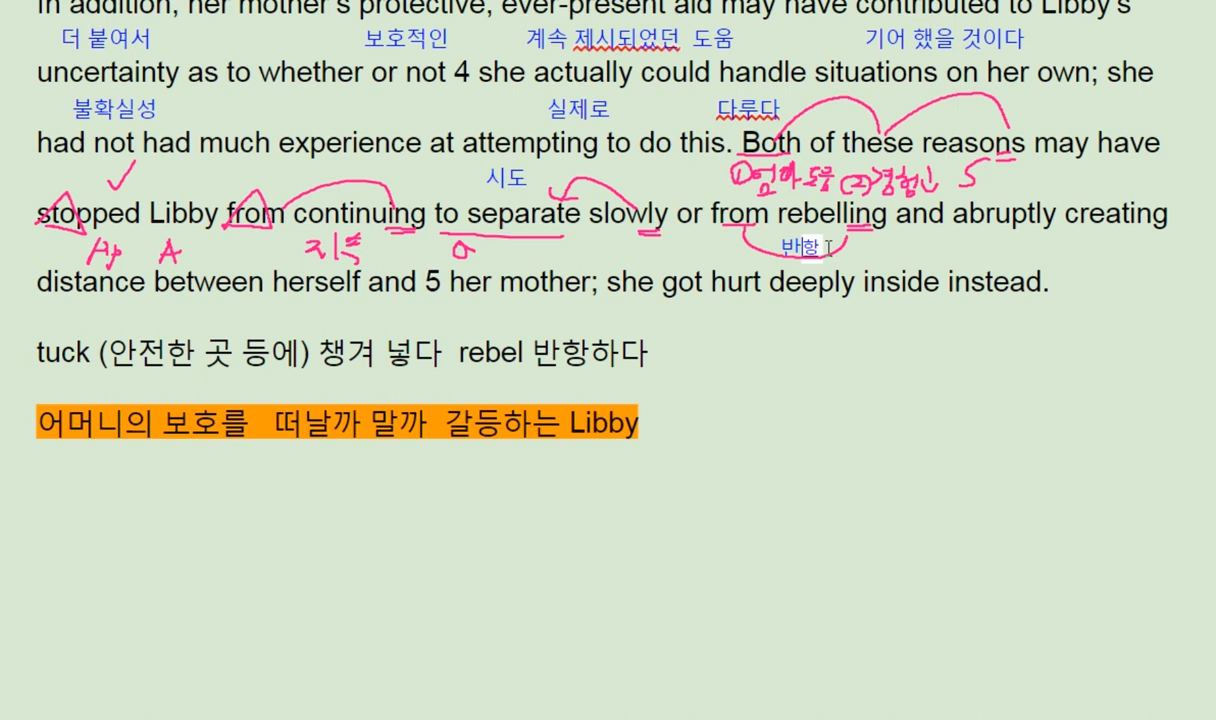 In addition, her mother's protective, ever-present aid may have contributed to Libby's
더 붙여서 보호적인 계속 제시되었던 도움 기어 했을 것이다
uncertainty as to whether or not 4 she actually could handle situations on her own; she
불확실성 실제로 다루다
had not had much experience at attempting to do this. Both of these reasons may have
시도 ①엄마 도움 (2)경험 S
stopped Libby from continuing to separate slowly or from rebelling and abruptly creating
A 지속 반항
distance between herself and 5 her mother; she got hurt deeply inside instead.
tuck (안전한 곳 등에) 챙겨 넣다 rebel 반항하다
어머니의 보호를 떠날까 말까 갈등하는 Libby